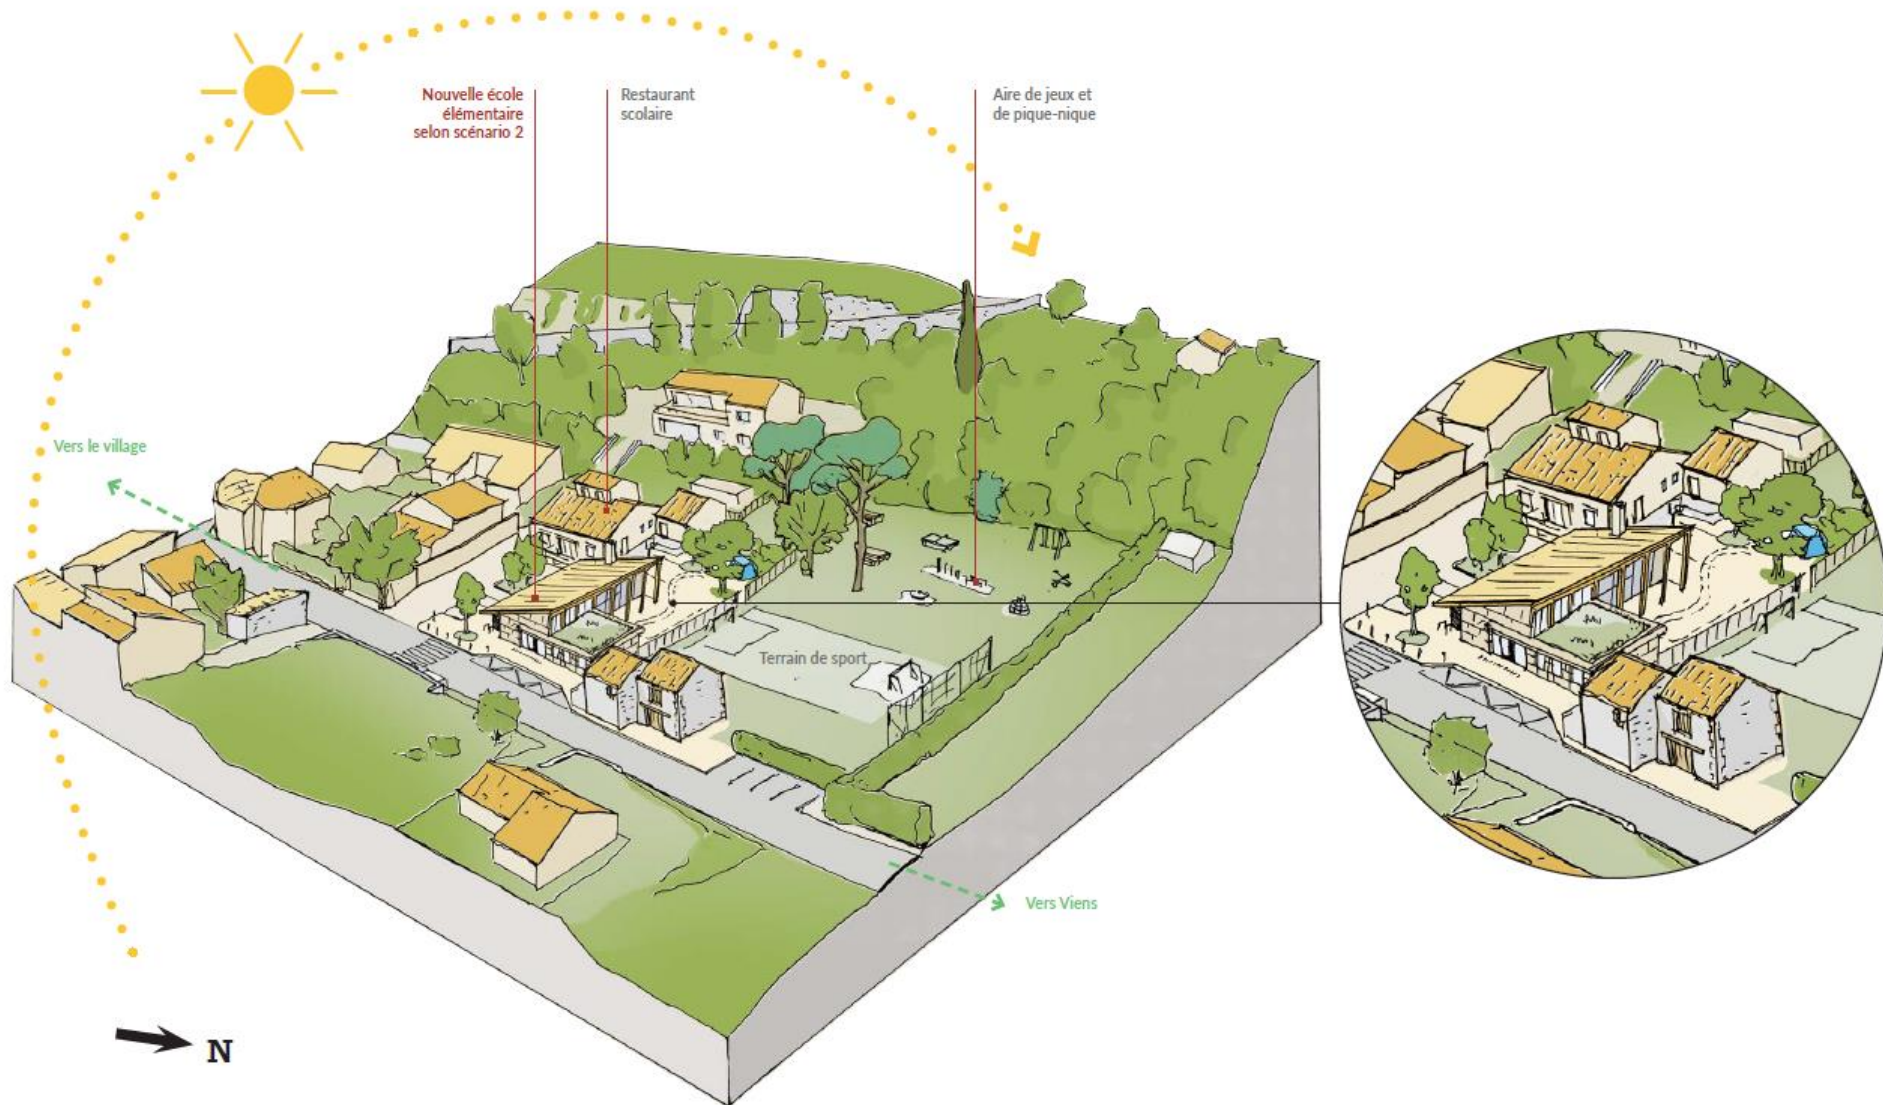 Nouvelle école
élémentaire
selon scénario 2
Restaurant
scolaire
Aire de jeux et
de pique-nique
Vers le village
Terrain de sport
Vers Viens
N